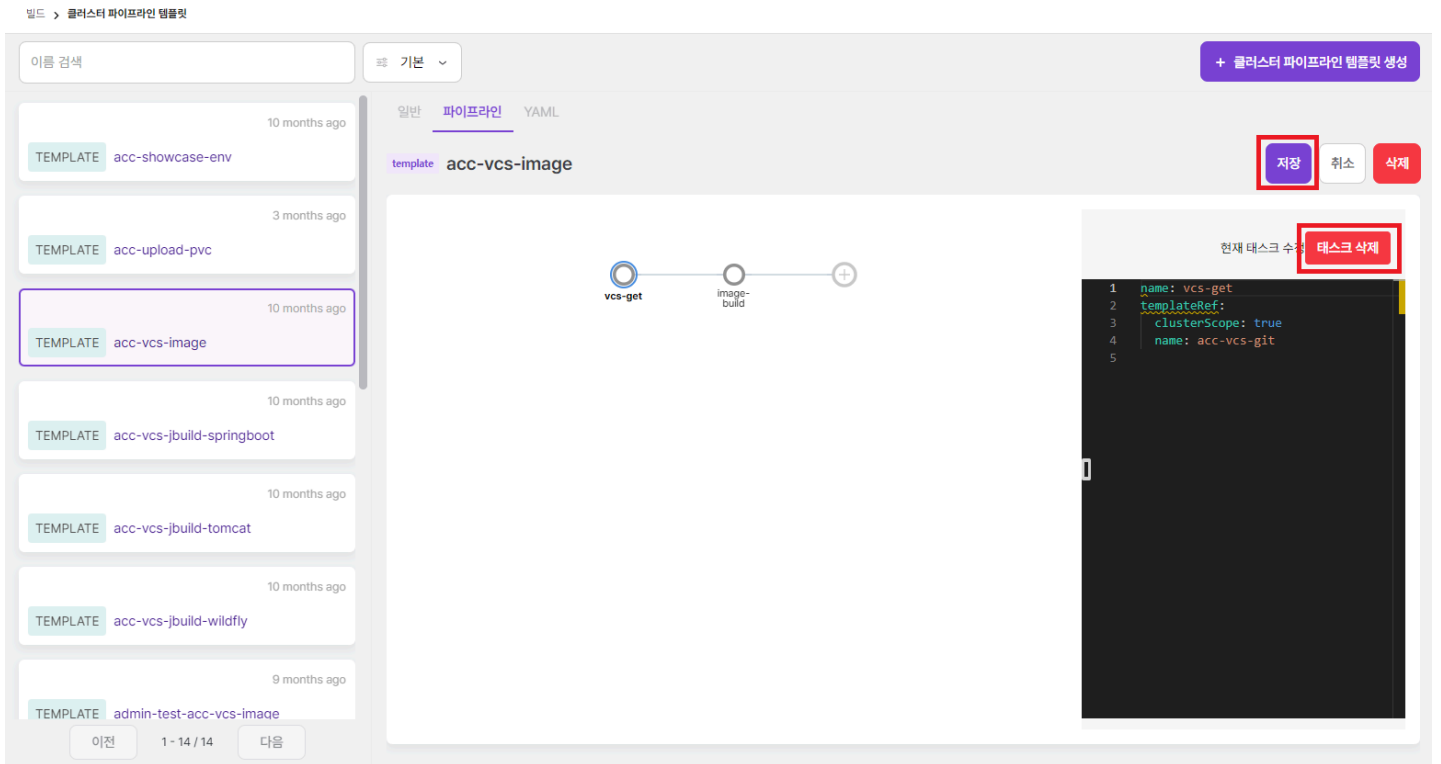 빌드 > 클러스터 파이프라인 템플릿
이름 검색
기본
+ 클러스터 파이프라인 템플릿 생성
10 months ago
TEMPLATE acc-showcase-env
3 months ago
TEMPLATE acc-upload-pvc
10 months ago
TEMPLATE acc-vcs-image
10 months ago
TEMPLATE acc-vcs-jbuild-springboot
10 months ago
TEMPLATE acc-vcs-jbuild-tomcat
10 months ago
TEMPLATE acc-vcs-jbuild-wildfly
9 months ago
TEMPLATE admin-test-acc-vcs-image
이전 1 - 14 / 14 다음
일반 파이프라인 YAML
template acc-vcs-image
저장 취소 삭제
vcs-get
image-
build
현재 태스크 수정 태스크 삭제
1 name: vcs-get
2 templateRef:
3 clusterScope: true
4 name: acc-vcs-git
5